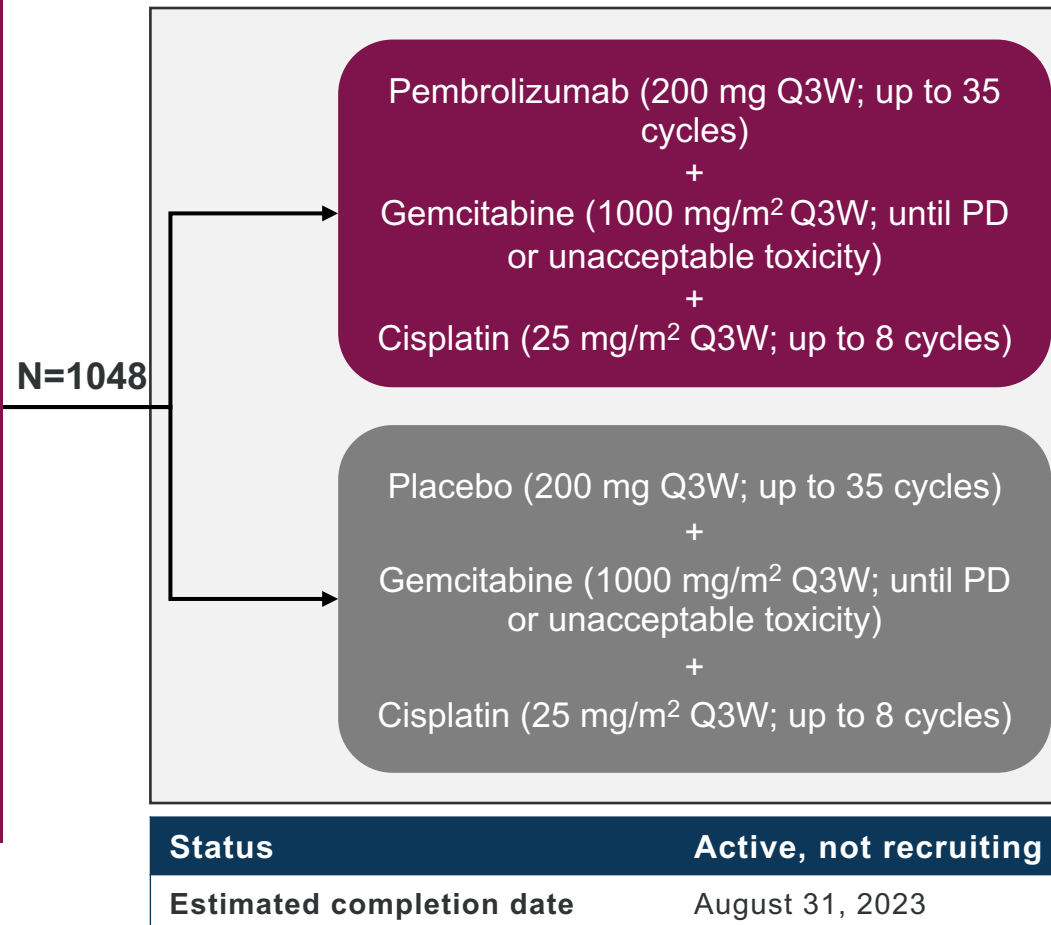 Pembrolizumab (200 mg Q3W; up to 35
cycles)
+
Gemcitabine (1000 mg/m² Q3W; until PD
or unacceptable toxicity)
+
Cisplatin (25 mg/m² Q3W; up to 8 cycles)
N=1048
Placebo (200 mg Q3W; up to 35 cycles)
+
Gemcitabine (1000 mg/m² Q3W; until PD
or unacceptable toxicity)
+
Cisplatin (25 mg/m² Q3W; up to 8 cycles)
Status Active, not recruiting
Estimated completion date August 31, 2023